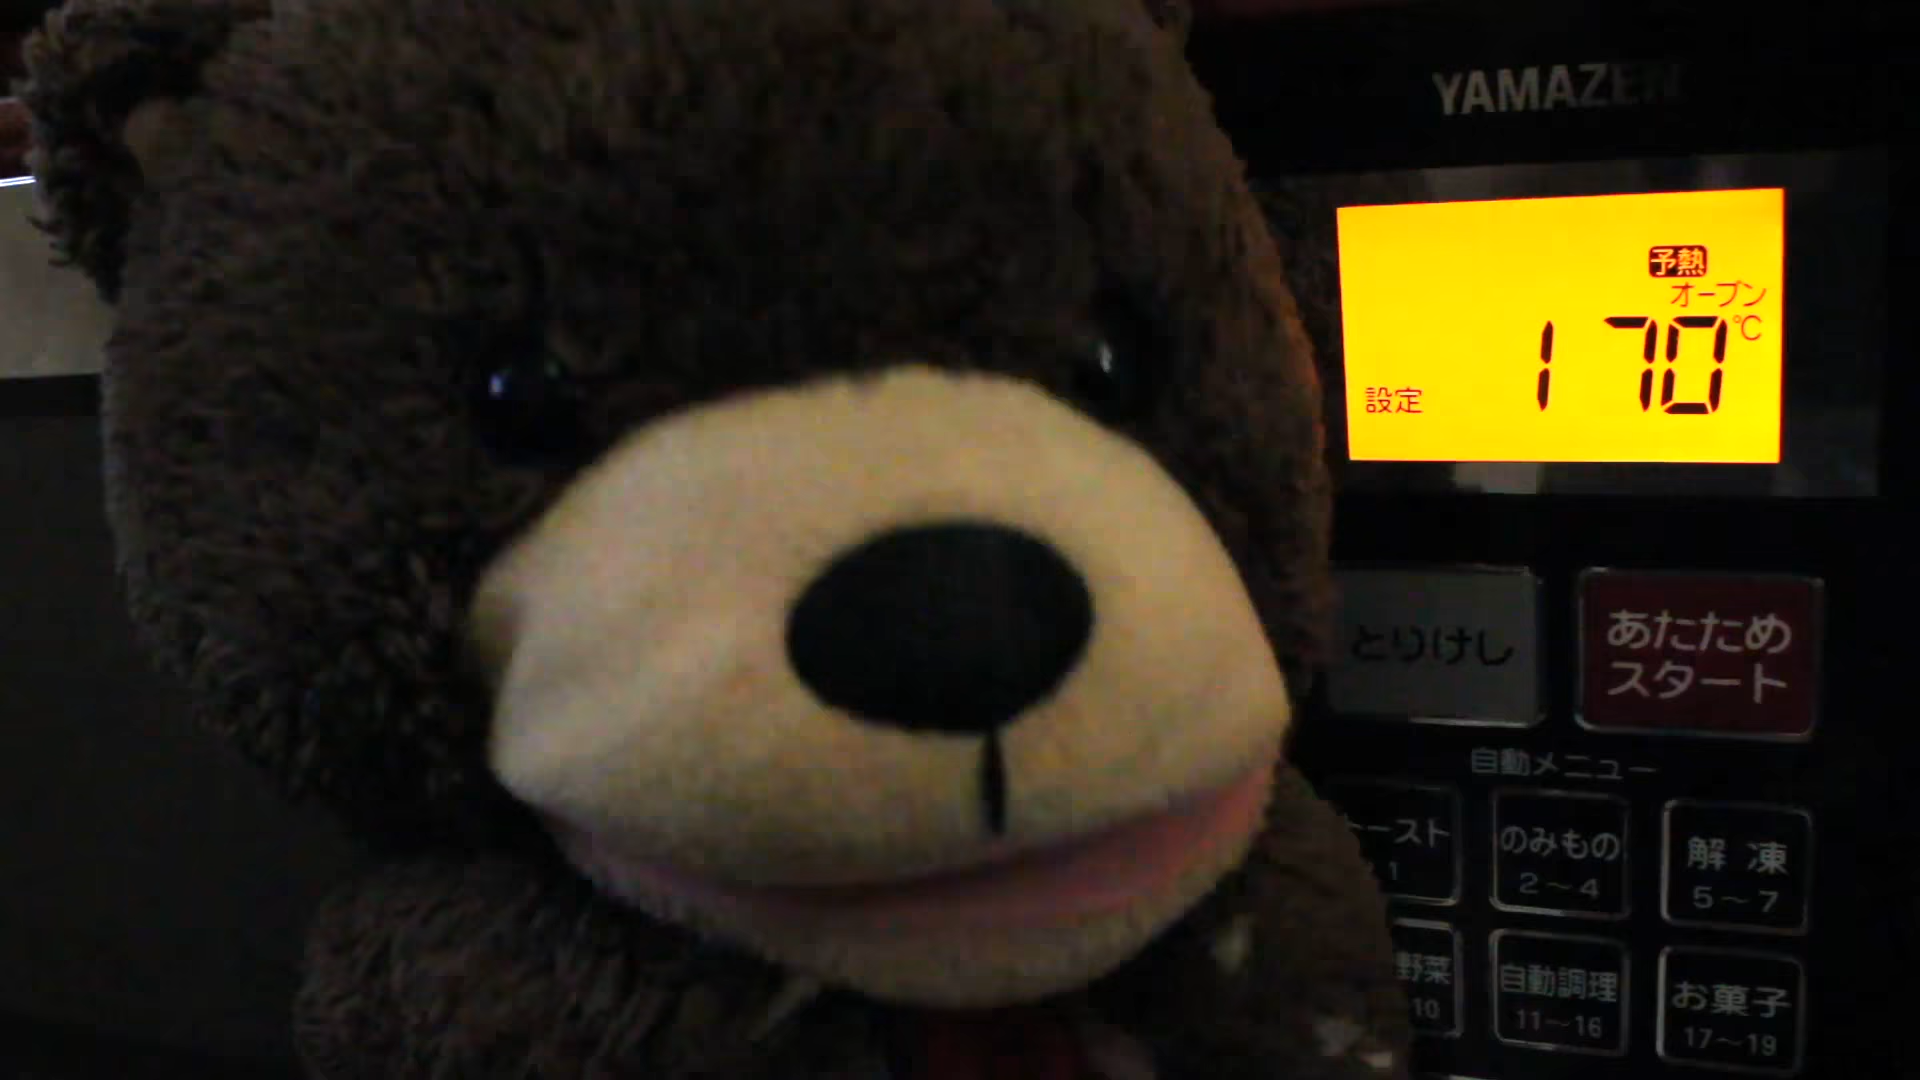 YAMAZEN
予熱
オーブン
170℃
設定
とりけし
あたため
スタート
自動メニュー
ースト
1
のみもの
2～4
解凍
5～7
野菜
10
自動調理
11～16
お菓子
17～19